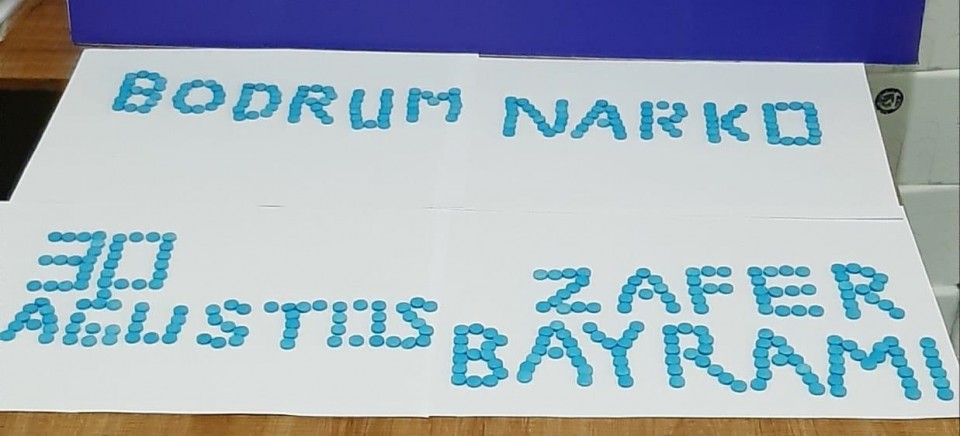 BODRUM NARKO
30
AĞUSTOS
ZAFER
BAYRAMI